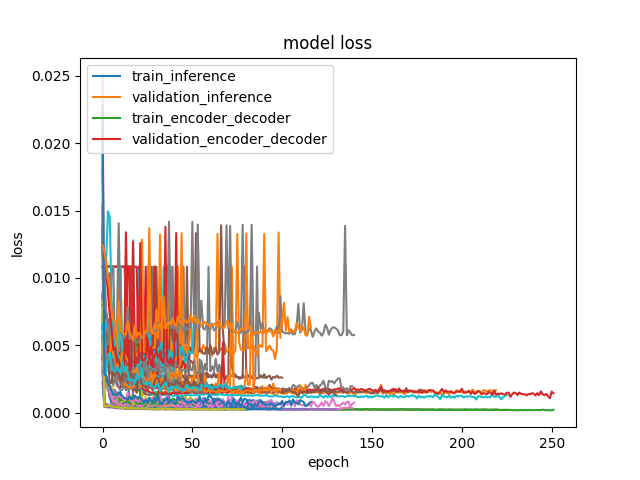 model loss
train_inference
validation_inference
train_encoder_decoder
validation_encoder_decoder
loss
0.025
0.020
0.015
0.010
0.005
0.000
0 50 100 150 200 250
epoch